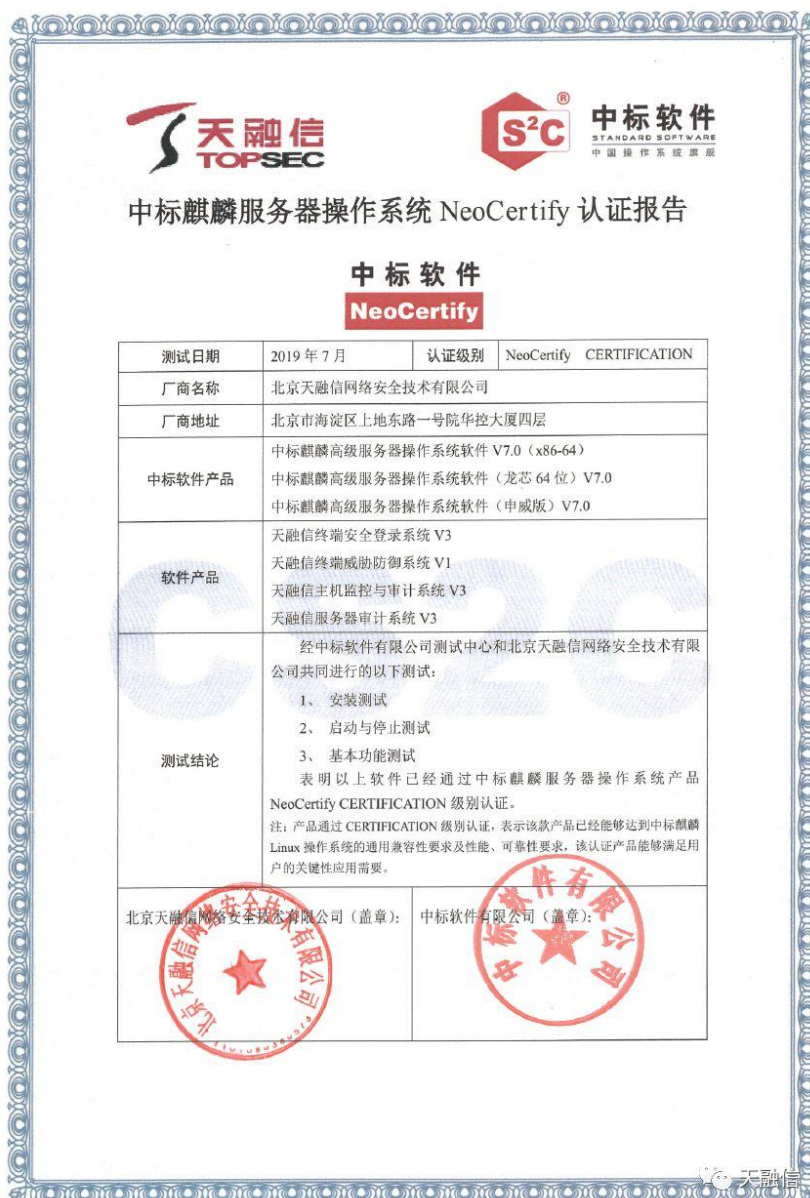 天融信
TOPSEC
S²C®
中标软件
STANDARD SOFTWARE
中国操作系统旗舰
中标麒麟服务器操作系统 NeoCertify 认证报告
中标软件
NeoCertify
测试日期 2019 年 7 月 认证级别 NeoCertify CERTIFICATION
厂商名称 北京天融信网络安全技术有限公司
厂商地址 北京市海淀区上地东路一号院华控大厦四层
中标软件产品
中标麒麟高级服务器操作系统软件 V7.0（x86-64）
中标麒麟高级服务器操作系统软件（龙芯 64 位）V7.0
中标麒麟高级服务器操作系统软件（申威版）V7.0
软件产品
天融信终端安全登录系统 V3
天融信终端威胁防御系统 V1
天融信主机监控与审计系统 V3
天融信服务器审计系统 V3
CS2C
测试结论
经中标软件有限公司测试中心和北京天融信网络安全技术有限
公司共同进行的以下测试：
1、 安装测试
2、 启动与停止测试
3、 基本功能测试
表明以上软件已经通过中标麒麟服务器操作系统产品
NeoCertify CERTIFICATION 级别认证。
注：产品通过 CERTIFICATION 级别认证，表示该款产品已经能够达到中标麒麟
Linux 操作系统的通用兼容性要求及性能、可靠性要求，该认证产品能够满足用
户的关键性应用需要。
北京天融信网络安全技术有限公司（盖章）： 中标软件有限公司（盖章）：
北京天融信网络安全技术有限公司
中标软件有限公司
天融信